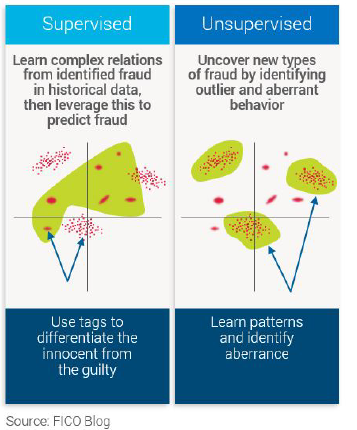 Supervised
Learn complex relations
from identified fraud
in historical data,
then leverage this to
predict fraud
Use tags to
differentiate the
innocent from
the guilty
Unsupervised
Uncover new types
of fraud by identifying
outlier and aberrant
behavior
Learn patterns
and identify
aberrance
Source: FICO Blog